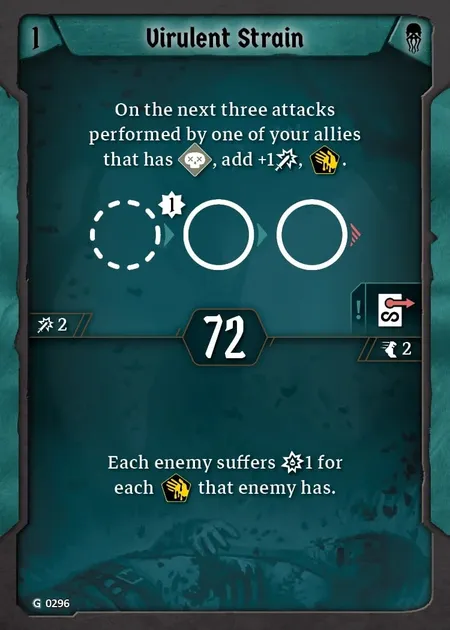 1 Virulent Strain
On the next three attacks
performed by one of your allies
that has , add +1 , .
1
2
72
2
Each enemy suffers 1 for
each that enemy has.
G 0296